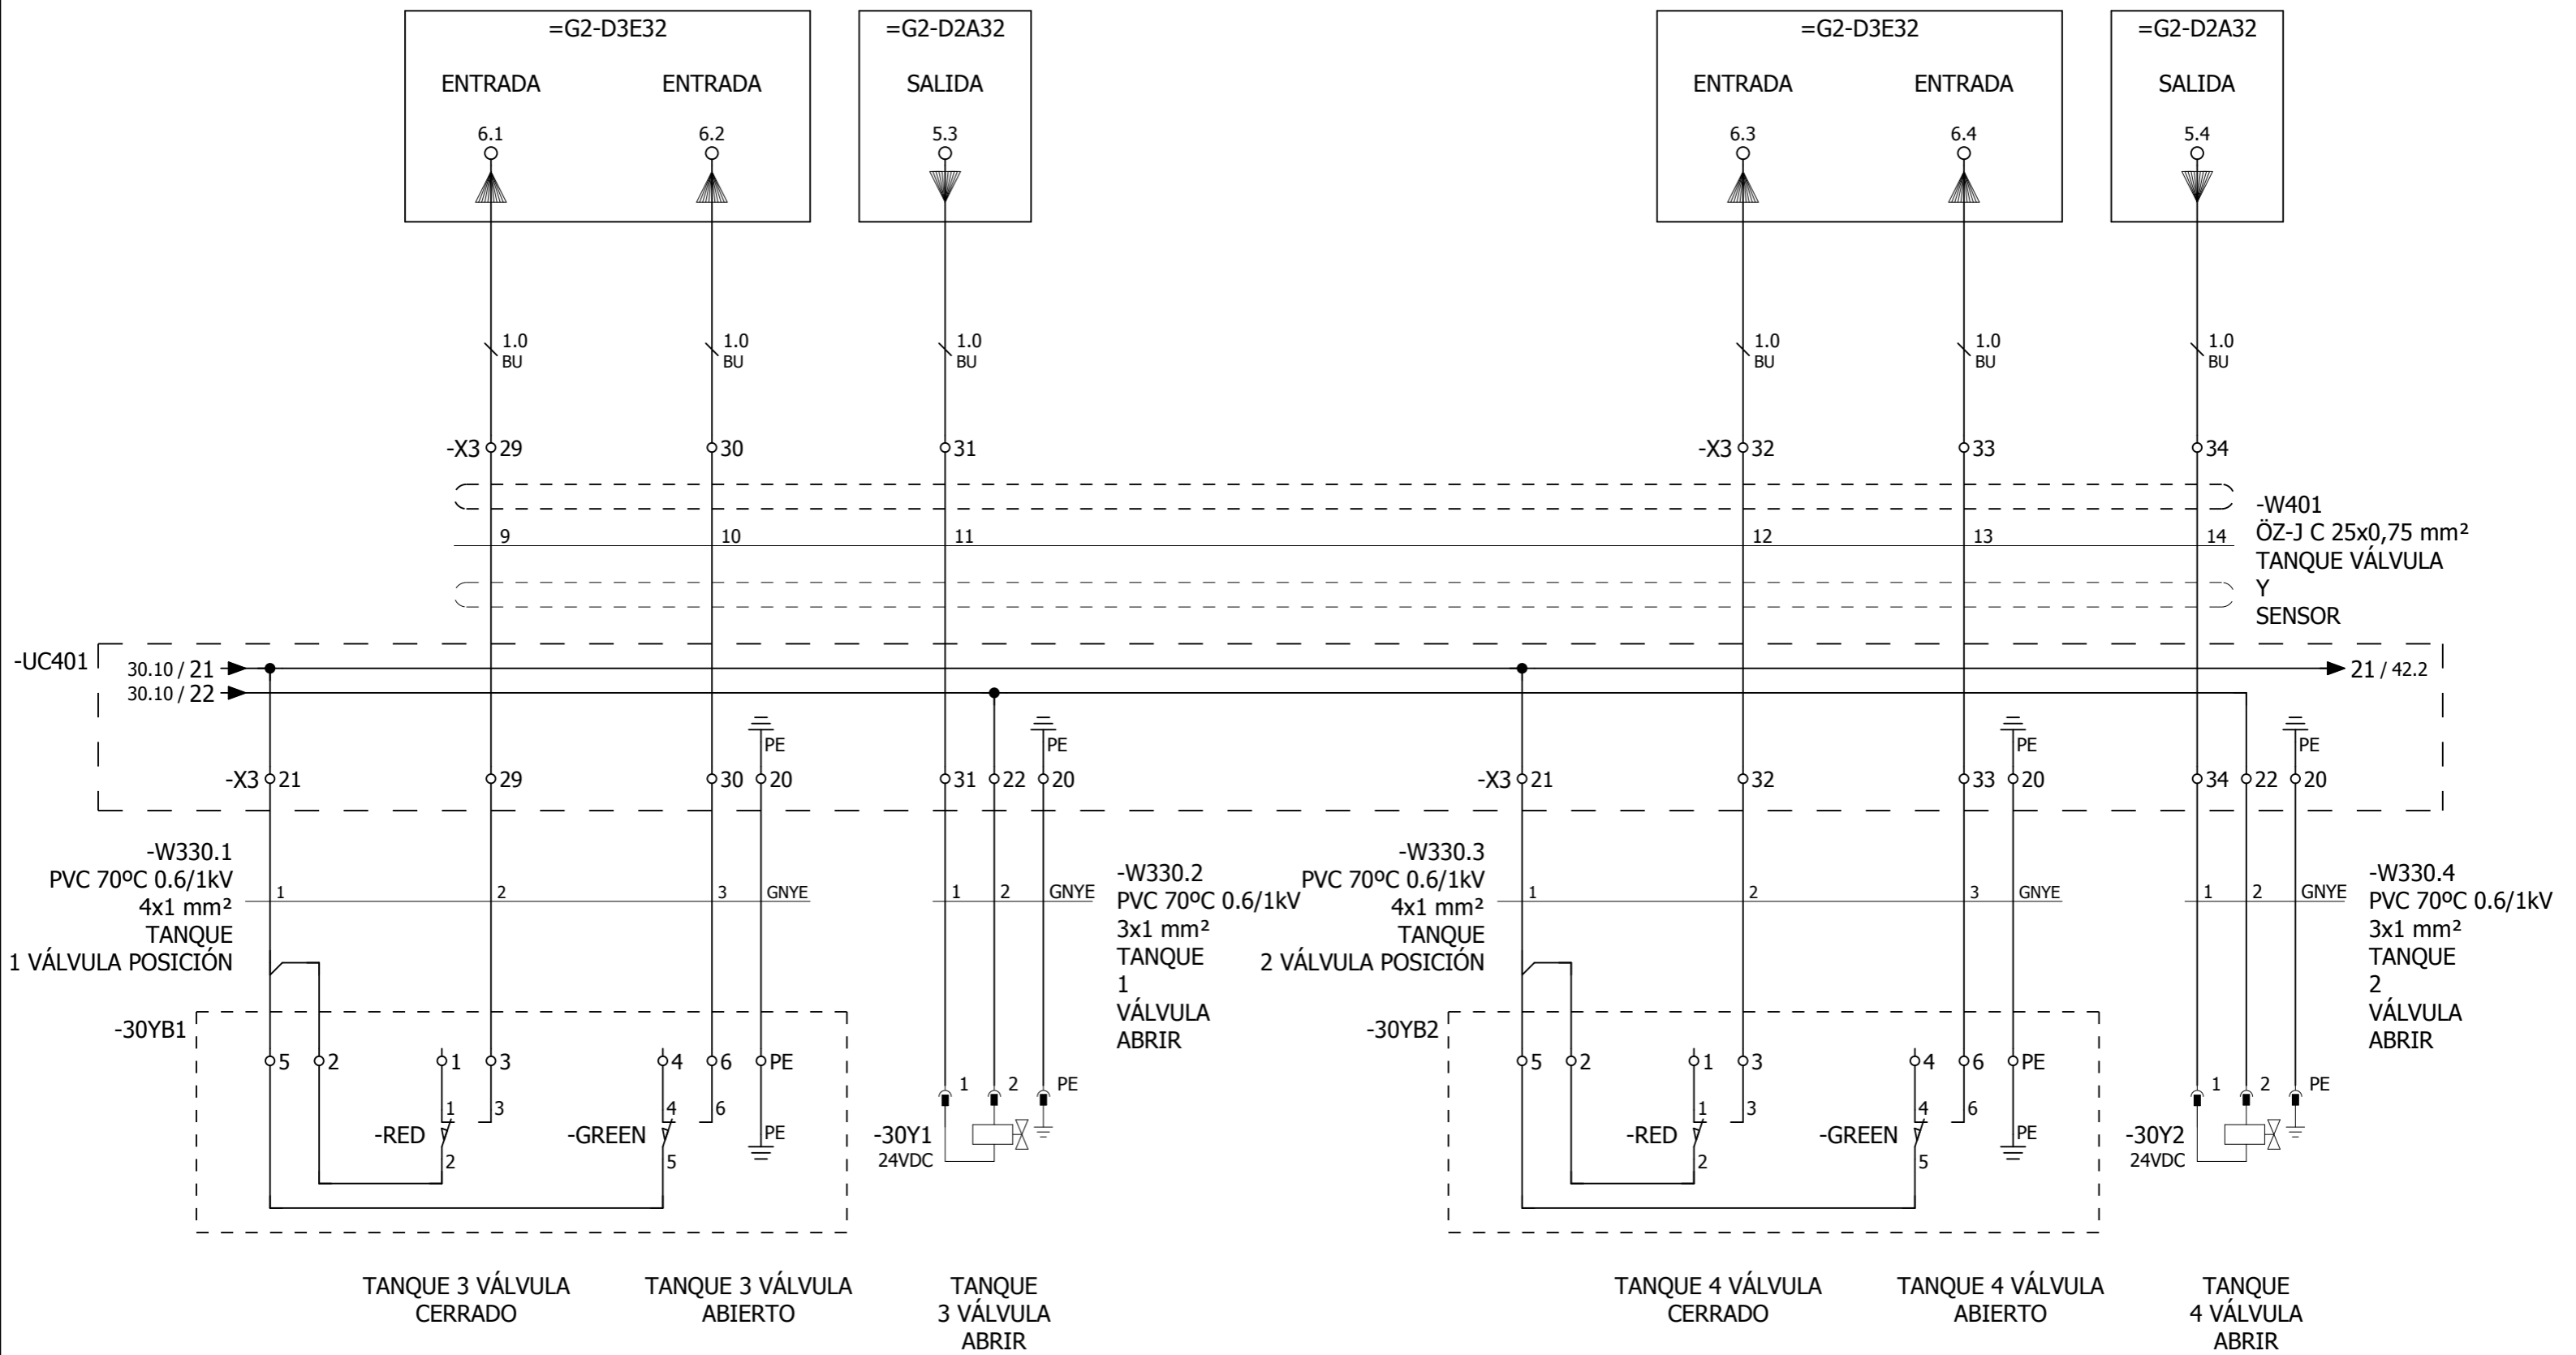 =G2-D3E32
=G2-D2A32
=G2-D3E32
=G2-D2A32
ENTRADA
ENTRADA
SALIDA
ENTRADA
ENTRADA
SALIDA
6.1
6.2
5.3
6.3
6.4
5.4
1.0
BU
1.0
BU
1.0
BU
1.0
BU
1.0
BU
1.0
BU
-X3 29
30
31
-X3 32
33
34
9
10
11
12
13
14
-W401
ÖZ-J C 25x0,75 mm²
TANQUE VÁLVULA
Y
SENSOR
-UC401
30.10 / 21
21 / 42.2
30.10 / 22
PE
PE
PE
PE
-X3 21
29
30
20
31
22
20
-X3 21
32
33
20
34
22
20
-W330.1
PVC 70ºC 0.6/1kV
4x1 mm²
TANQUE
1 VÁLVULA POSICIÓN
1
2
3
GNYE
1
2
GNYE
-W330.2
PVC 70ºC 0.6/1kV
3x1 mm²
TANQUE
1
VÁLVULA
ABRIR
-W330.3
PVC 70ºC 0.6/1kV
4x1 mm²
TANQUE
2 VÁLVULA POSICIÓN
1
2
3
GNYE
1
2
GNYE
-W330.4
PVC 70ºC 0.6/1kV
3x1 mm²
TANQUE
2
VÁLVULA
ABRIR
-30YB1
5
2
1
3
4
6
PE
1
3
4
6
-RED
-GREEN
PE
2
5
1
2
PE
-30Y1
24VDC
-30YB2
5
2
1
3
4
6
PE
1
3
4
6
-RED
-GREEN
PE
2
5
1
2
PE
-30Y2
24VDC
TANQUE 3 VÁLVULA
CERRADO
TANQUE 3 VÁLVULA
ABIERTO
TANQUE
3 VÁLVULA
ABRIR
TANQUE 4 VÁLVULA
CERRADO
TANQUE 4 VÁLVULA
ABIERTO
TANQUE
4 VÁLVULA
ABRIR